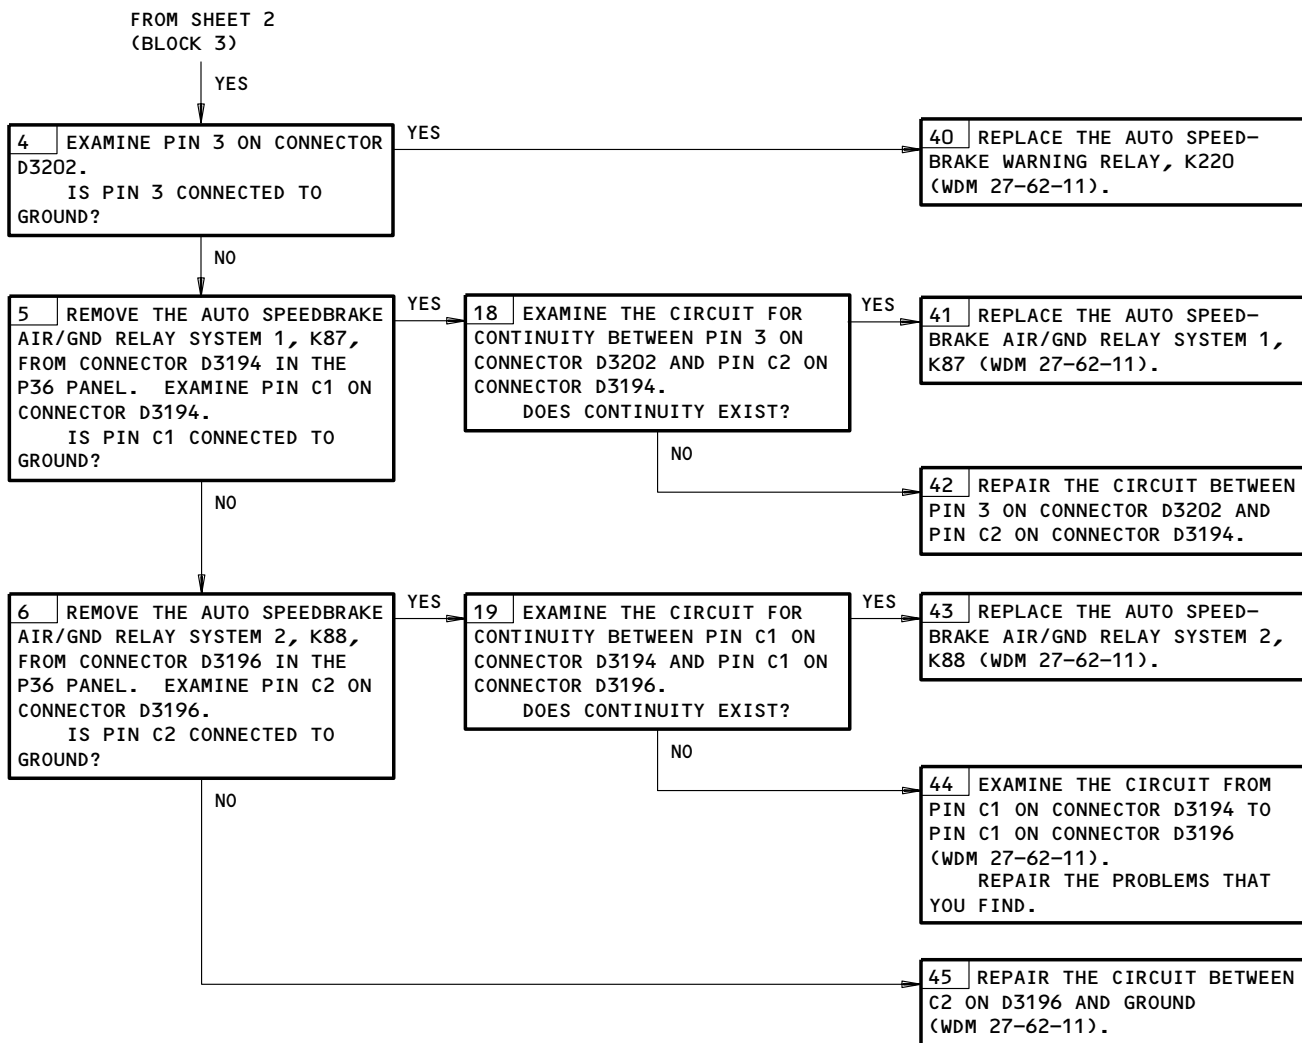 FROM SHEET 2
(BLOCK 3)
YES
4 EXAMINE PIN 3 ON CONNECTOR
D3202.
IS PIN 3 CONNECTED TO
GROUND?
YES
40 REPLACE THE AUTO SPEED-
BRAKE WARNING RELAY, K220
(WDM 27-62-11).
NO
5 REMOVE THE AUTO SPEEDBRAKE
AIR/GND RELAY SYSTEM 1, K87,
FROM CONNECTOR D3194 IN THE
P36 PANEL. EXAMINE PIN C1 ON
CONNECTOR D3194.
IS PIN C1 CONNECTED TO
GROUND?
YES
18 EXAMINE THE CIRCUIT FOR
CONTINUITY BETWEEN PIN 3 ON
CONNECTOR D3202 AND PIN C2 ON
CONNECTOR D3194.
DOES CONTINUITY EXIST?
YES
41 REPLACE THE AUTO SPEED-
BRAKE AIR/GND RELAY SYSTEM 1,
K87 (WDM 27-62-11).
NO
42 REPAIR THE CIRCUIT BETWEEN
PIN 3 ON CONNECTOR D3202 AND
PIN C2 ON CONNECTOR D3194.
NO
6 REMOVE THE AUTO SPEEDBRAKE
AIR/GND RELAY SYSTEM 2, K88,
FROM CONNECTOR D3196 IN THE
P36 PANEL. EXAMINE PIN C2 ON
CONNECTOR D3196.
IS PIN C2 CONNECTED TO
GROUND?
YES
19 EXAMINE THE CIRCUIT FOR
CONTINUITY BETWEEN PIN C1 ON
CONNECTOR D3194 AND PIN C1 ON
CONNECTOR D3196.
DOES CONTINUITY EXIST?
YES
43 REPLACE THE AUTO SPEED-
BRAKE AIR/GND RELAY SYSTEM 2,
K88 (WDM 27-62-11).
NO
44 EXAMINE THE CIRCUIT FROM
PIN C1 ON CONNECTOR D3194 TO
PIN C1 ON CONNECTOR D3196
(WDM 27-62-11).
REPAIR THE PROBLEMS THAT
YOU FIND.
NO
45 REPAIR THE CIRCUIT BETWEEN
C2 ON D3196 AND GROUND
(WDM 27-62-11).